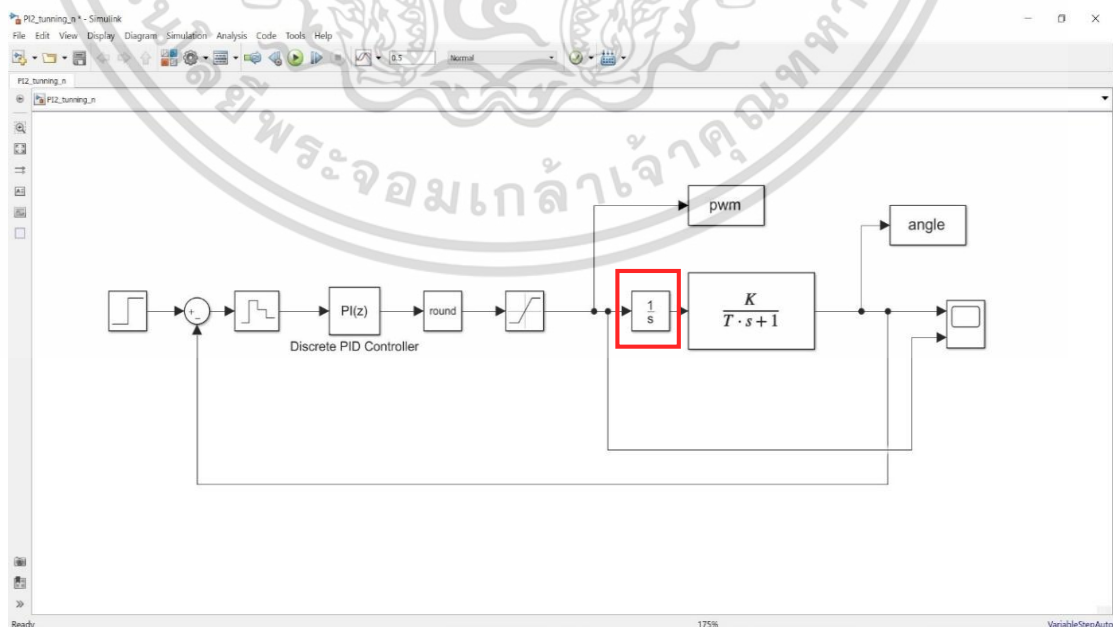 PI2_tunning_n * - Simulink
File Edit View Display Diagram Simulation Analysis Code Tools Help
0.5 Normal
PI2_tunning_n
PI2_tunning_n
พระจอมเกล้าเจ้าคุณทหาร
pwm
angle
+
-
PI(z)
round
1
s
K
T · s + 1
Discrete PID Controller
Ready 175% VariableStepAuto